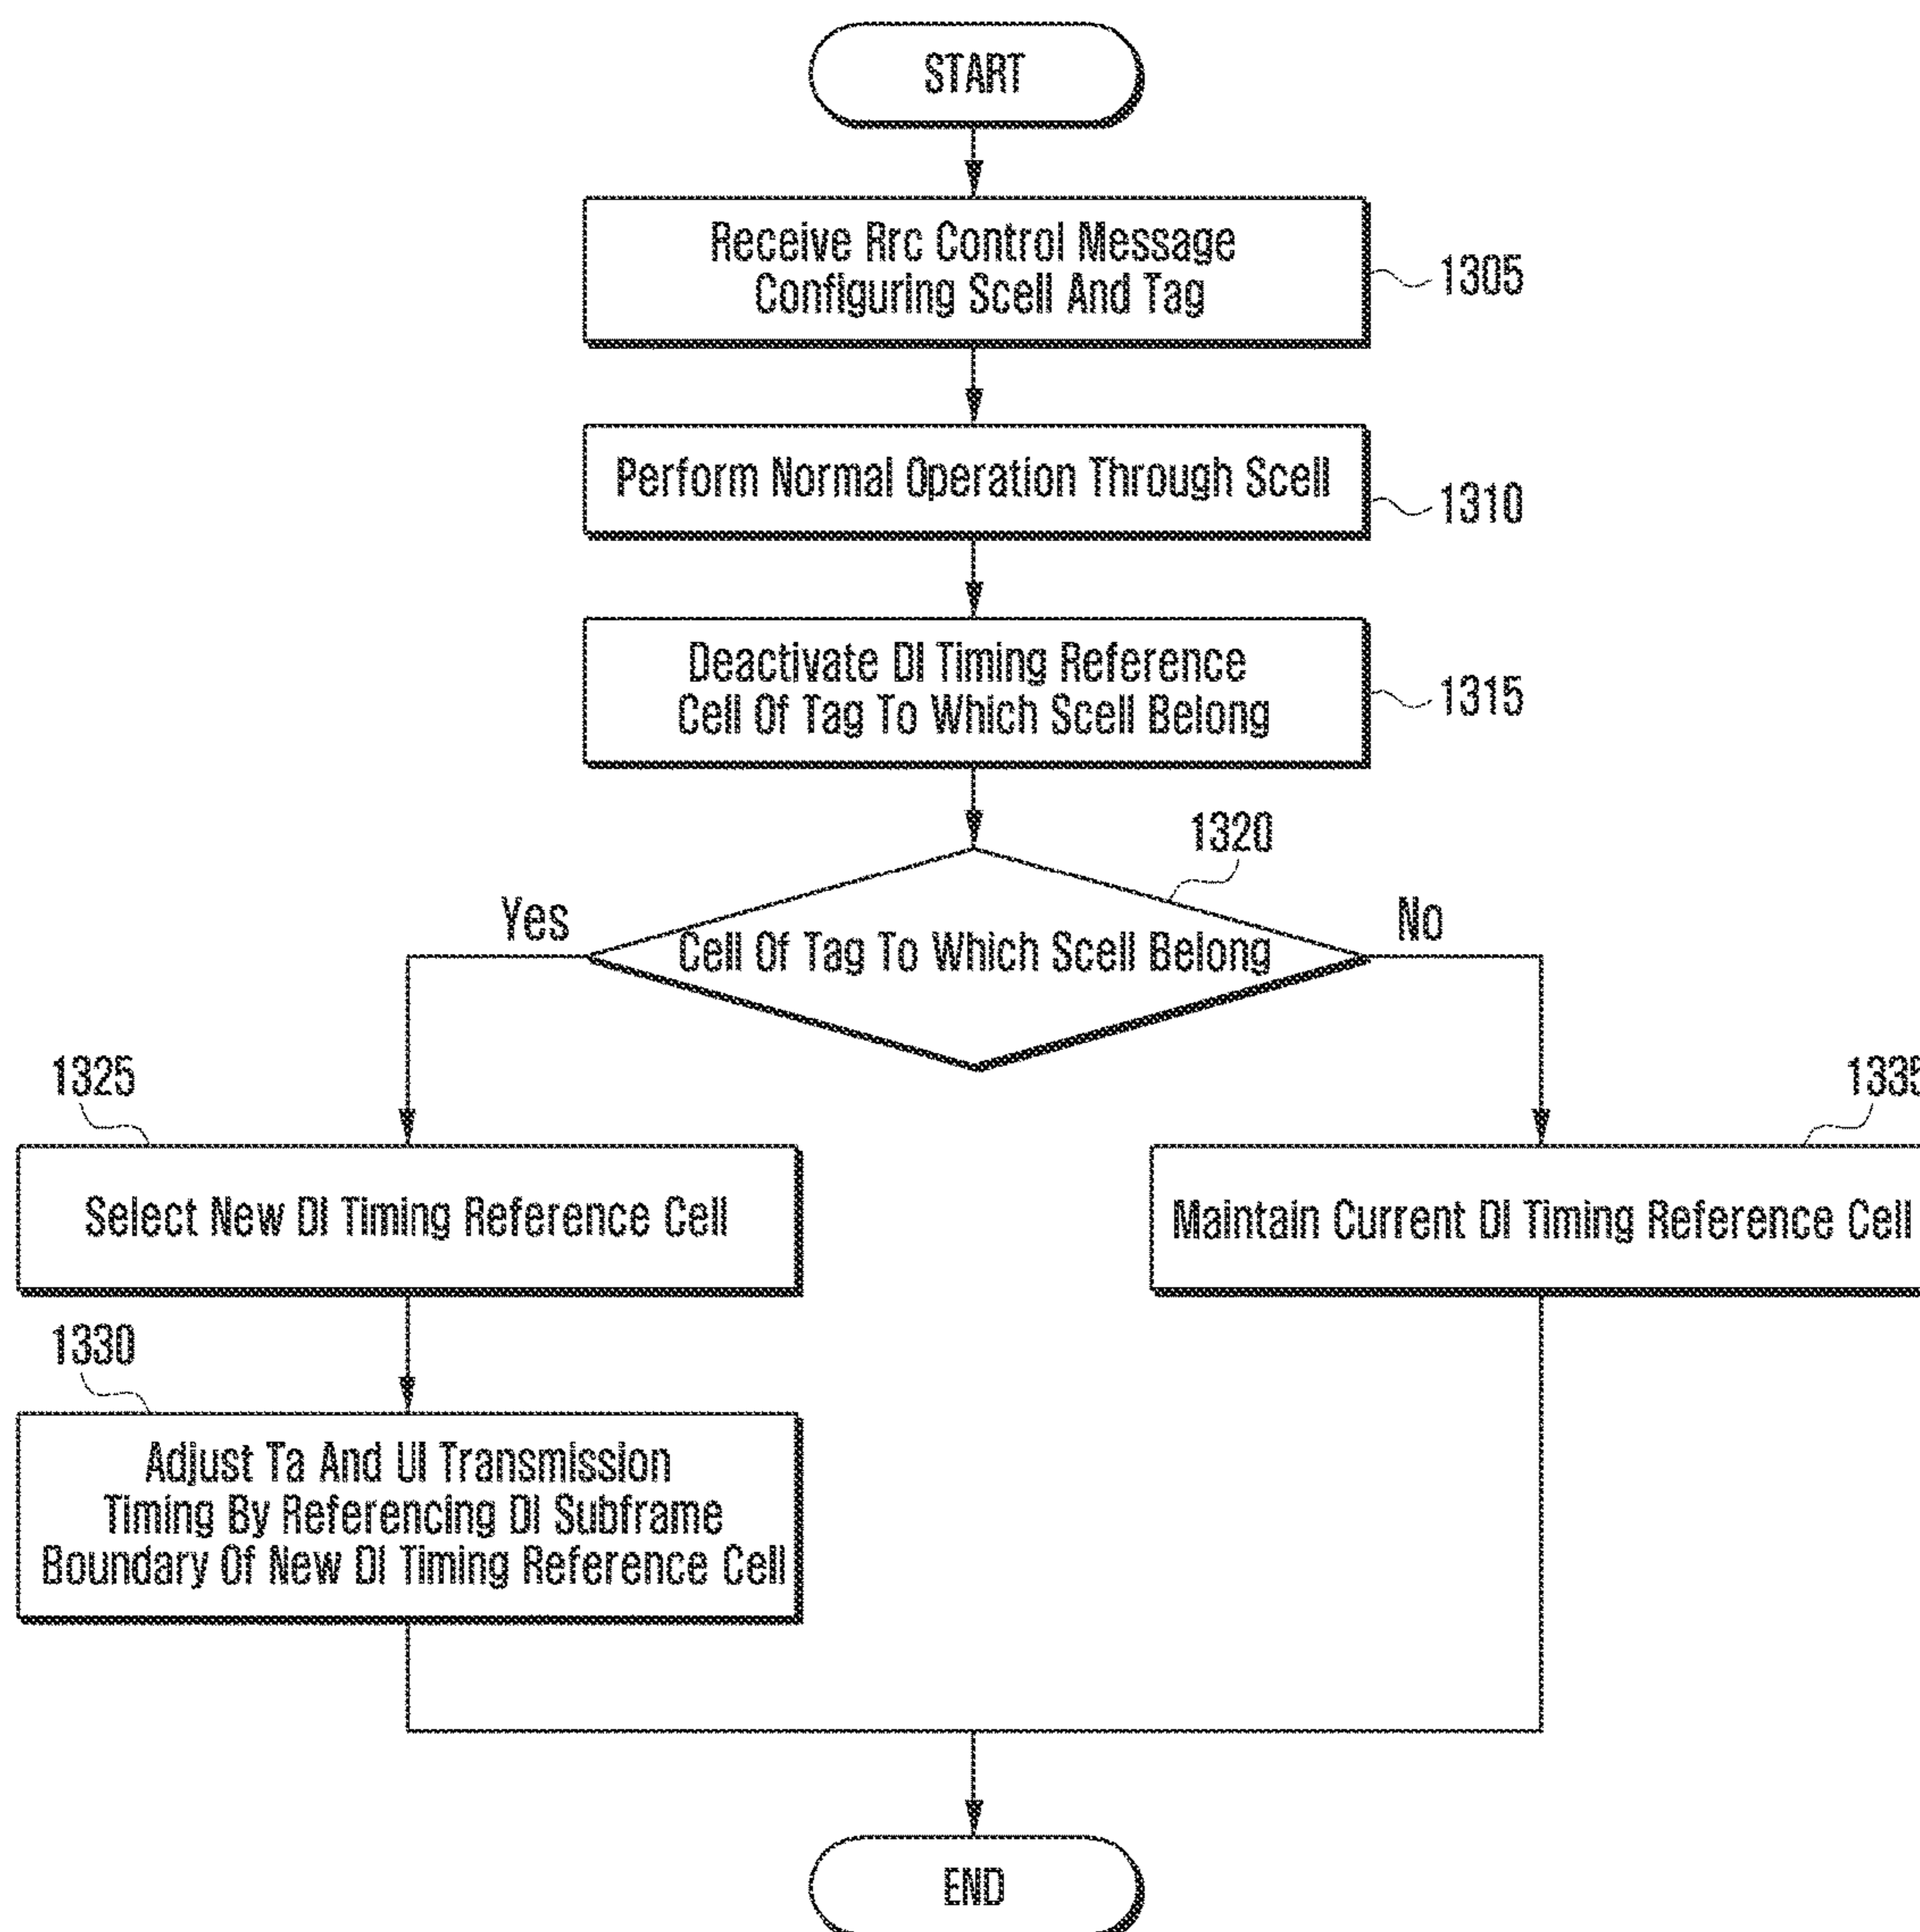 START
Receive Rrc Control Message
Configuring Scell And Tag
1305
Perform Normal Operation Through Scell
1310
Deactivate Dl Timing Reference
Cell Of Tag To Which Scell Belong
1315
1320
Yes
No
Cell Of Tag To Which Scell Belong
1325
1335
Select New Dl Timing Reference Cell
Maintain Current Dl Timing Reference Cell
1330
Adjust Ta And Ul Transmission
Timing By Referencing Dl Subframe
Boundary Of New Dl Timing Reference Cell
END